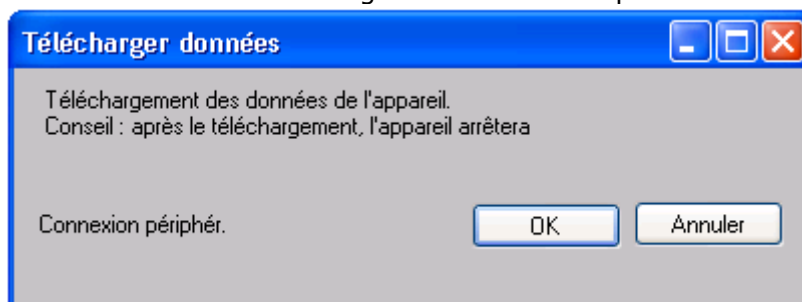 Télécharger données
Téléchargement des données de l'appareil.
Conseil : après le téléchargement, l'appareil arrêtera
Connexion périphér.
OK
Annuler